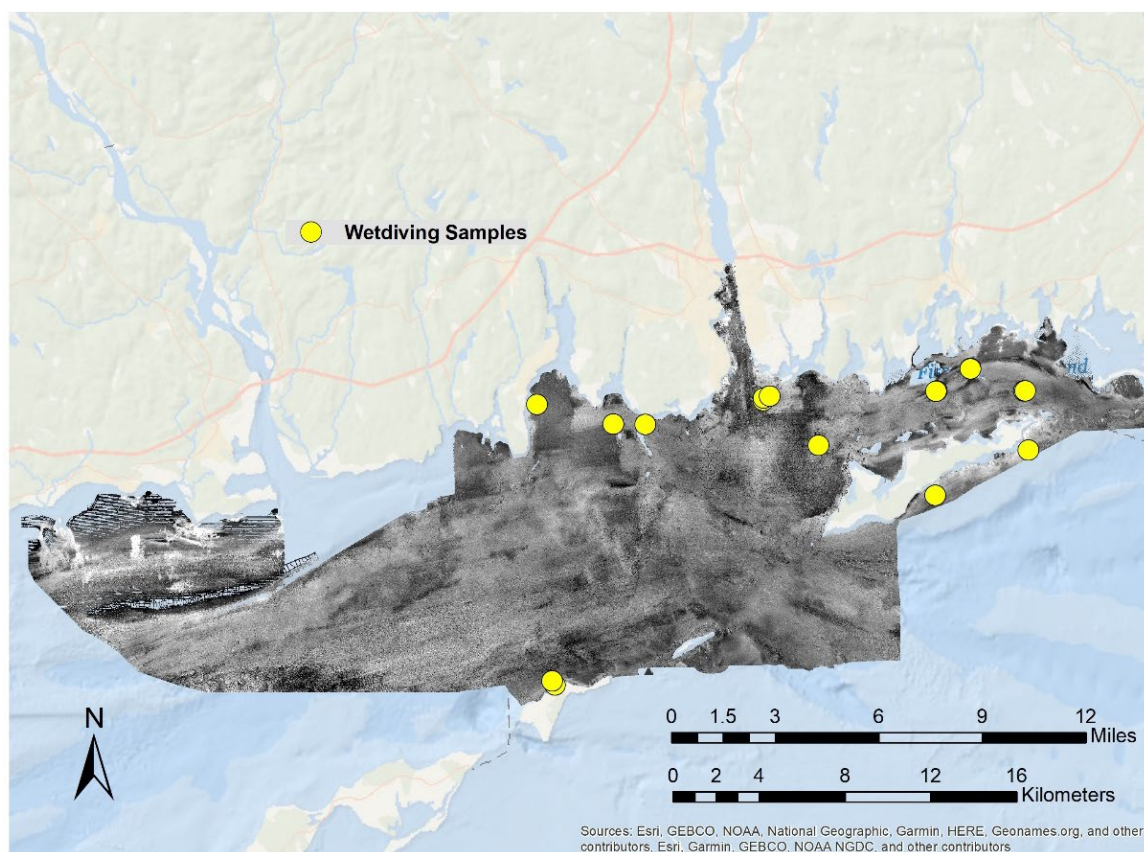 Wetdiving Samples
Fi
nd
N
0 1.5 3 6 9 12
Miles
0 2 4 8 12 16
Kilometers
Sources: Esri, GEBCO, NOAA, National Geographic, Garmin, HERE, Geonames.org, and other
contributors, Esri, Garmin, GEBCO, NOAA NGDC, and other contributors